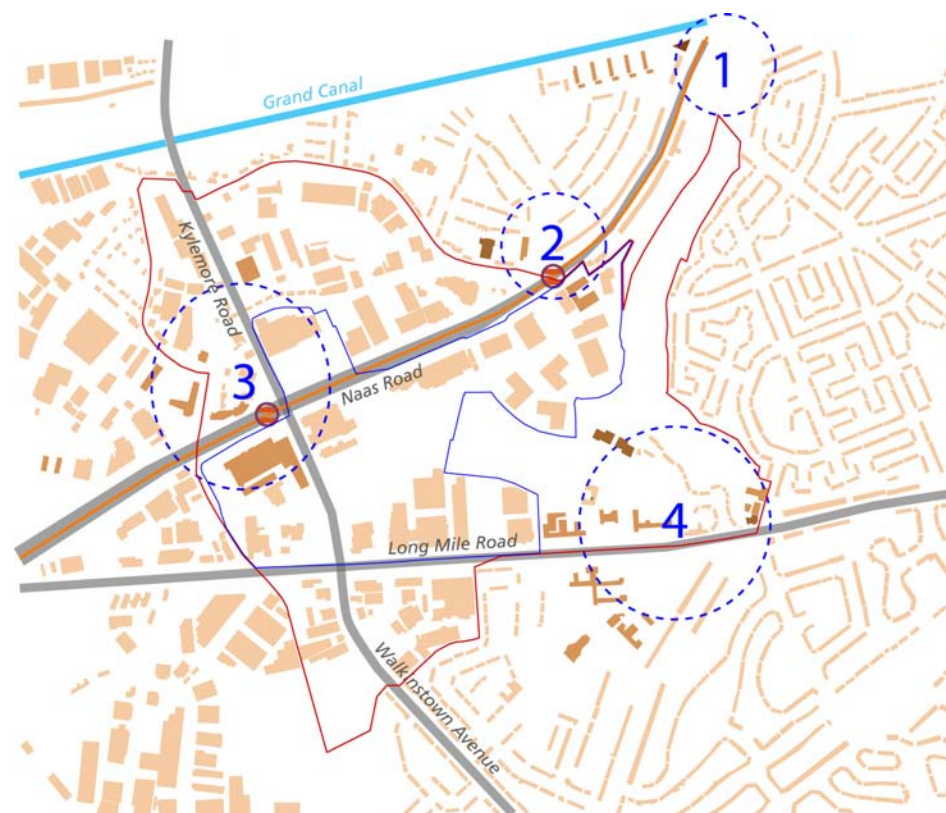 1
Grand Canal
2
Kylemore Road
3
Naas Road
4
Long Mile Road
Walkinstown Avenue